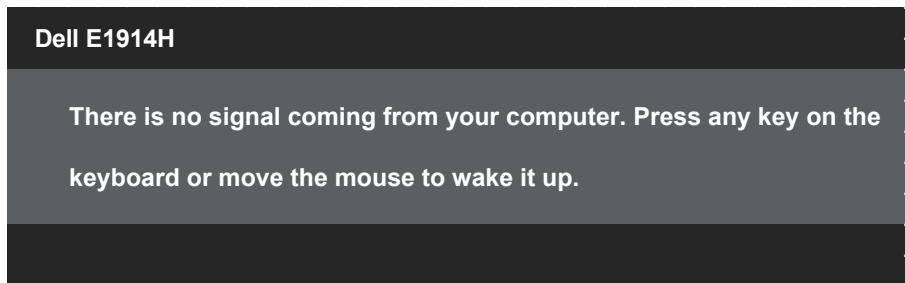 Dell E1914H
There is no signal coming from your computer. Press any key on the
keyboard or move the mouse to wake it up.